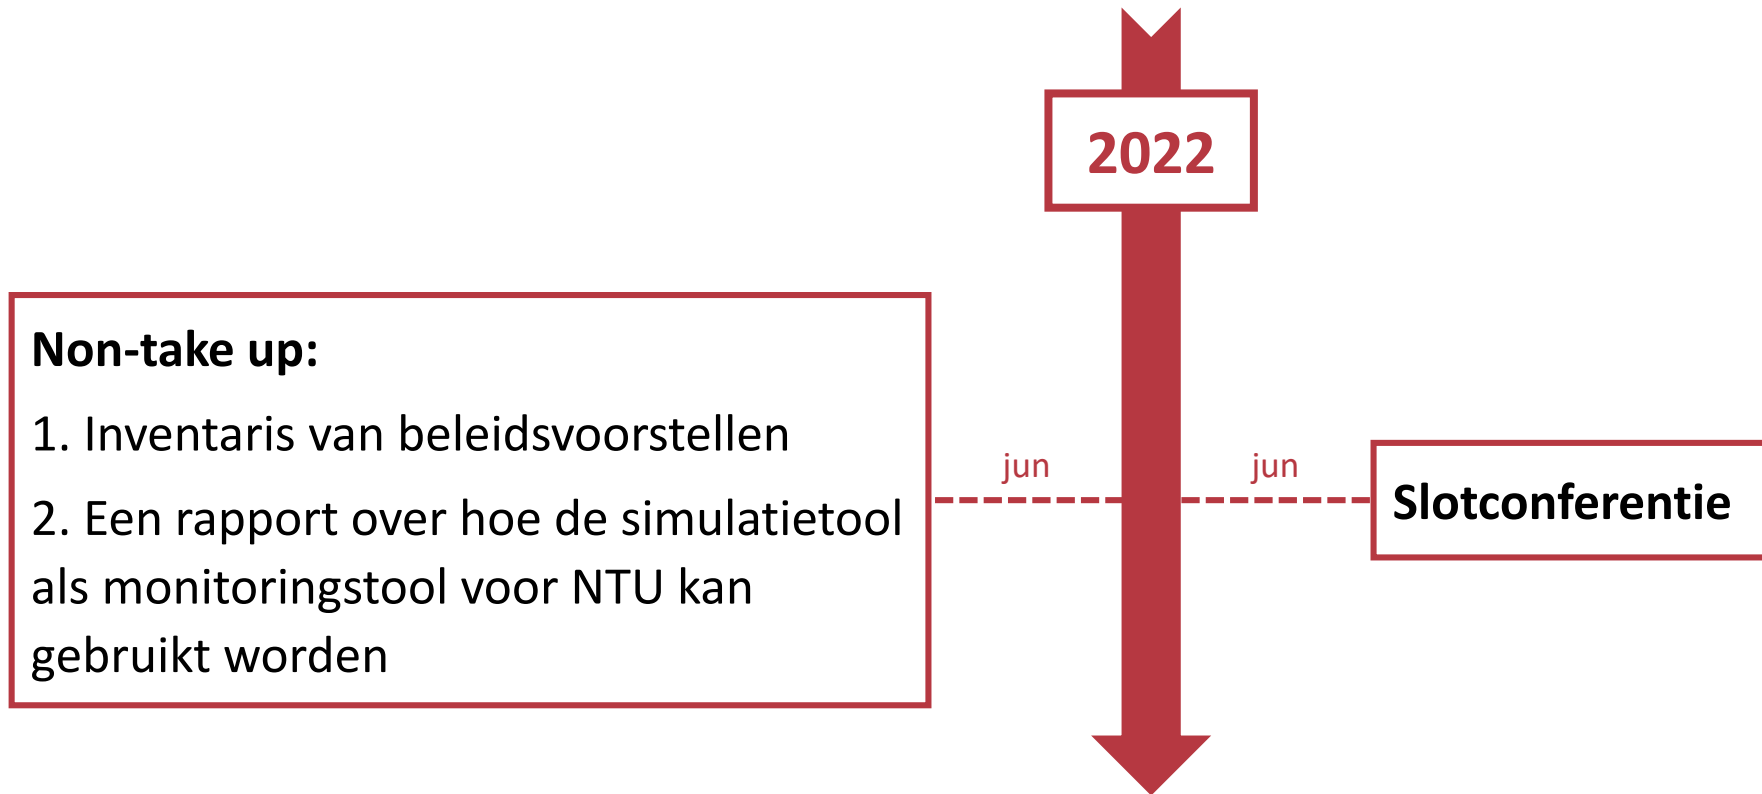 2022
Non-take up:
1. Inventaris van beleidsvoorstellen
2. Een rapport over hoe de simulatietool
als monitoringstool voor NTU kan
gebruikt worden
jun
jun
Slotconferentie